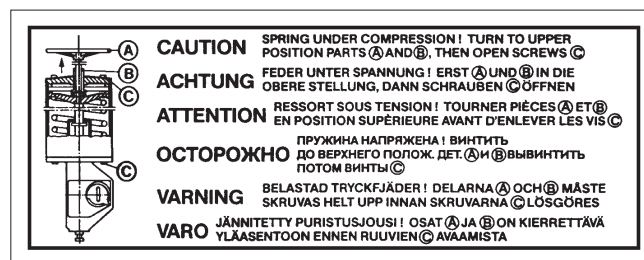 CAUTION SPRING UNDER COMPRESSION! TURN TO UPPER
POSITION PARTS Ⓐ AND Ⓑ, THEN OPEN SCREWS Ⓒ
ACHTUNG FEDER UNTER SPANNUNG! ERST Ⓐ UND Ⓑ IN DIE
OBERE STELLUNG, DANN SCHRAUBEN Ⓒ ÖFFNEN
ATTENTION RESSORT SOUS TENSION! TOURNER PIÈCES Ⓐ ET Ⓑ
EN POSITION SUPÈRIEURE AVANT D'ENLEVER LES VIS Ⓒ
ОСТОРОЖНО ПРУЖИНА НАПРЯЖЕНА! ВИНТИТЬ
ДО ВЕРХНЕГО ПОЛОЖ. ДЕТ. Ⓐ И Ⓑ ВЫВИНТИТЬ
ПОТОМ ВИНТЫ Ⓒ
VARNING BELASTAD TRYCKFJÄDER! DELARNA Ⓐ OCH Ⓑ MÅSTE
SKRUVAS HELT UPP INNAN SKRUVARNA Ⓒ LÖSGÖRES
VARO JÄNNITETTY PURISTUSJOUSI! OSAT Ⓐ JA Ⓑ ON KIERRETTÄVÄ
YLÄASENTOON ENNEN RUUVIEN Ⓒ AVAAMISTA
Ⓐ
Ⓑ
Ⓒ
Ⓒ